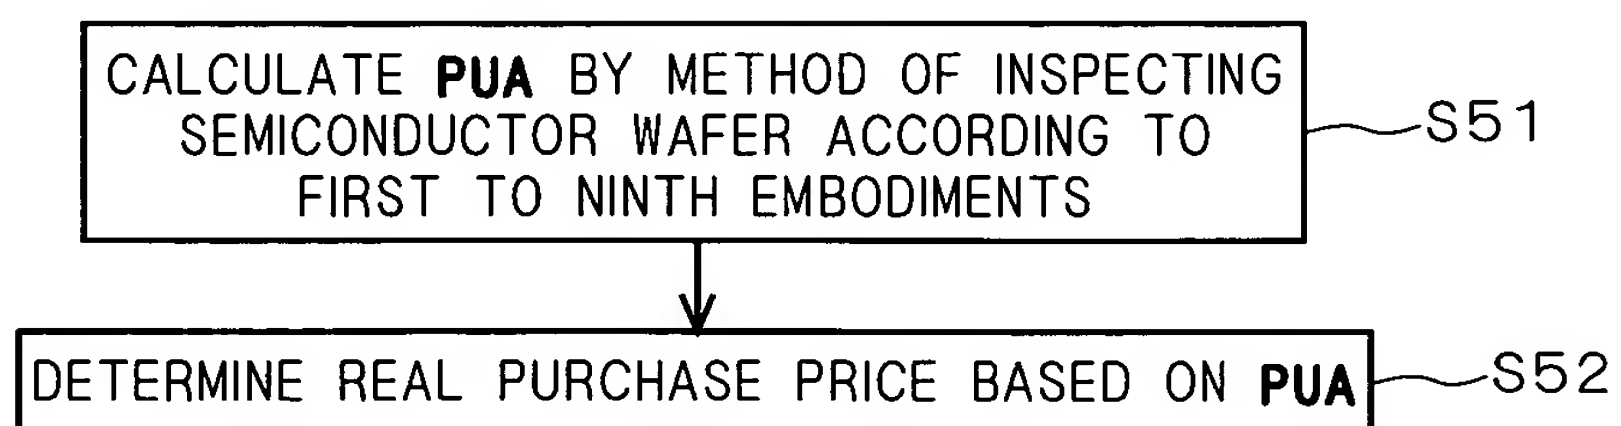 CALCULATE PUA BY METHOD OF INSPECTING
SEMICONDUCTOR WAFER ACCORDING TO
FIRST TO NINTH EMBODIMENTS
S51
DETERMINE REAL PURCHASE PRICE BASED ON PUA
S52